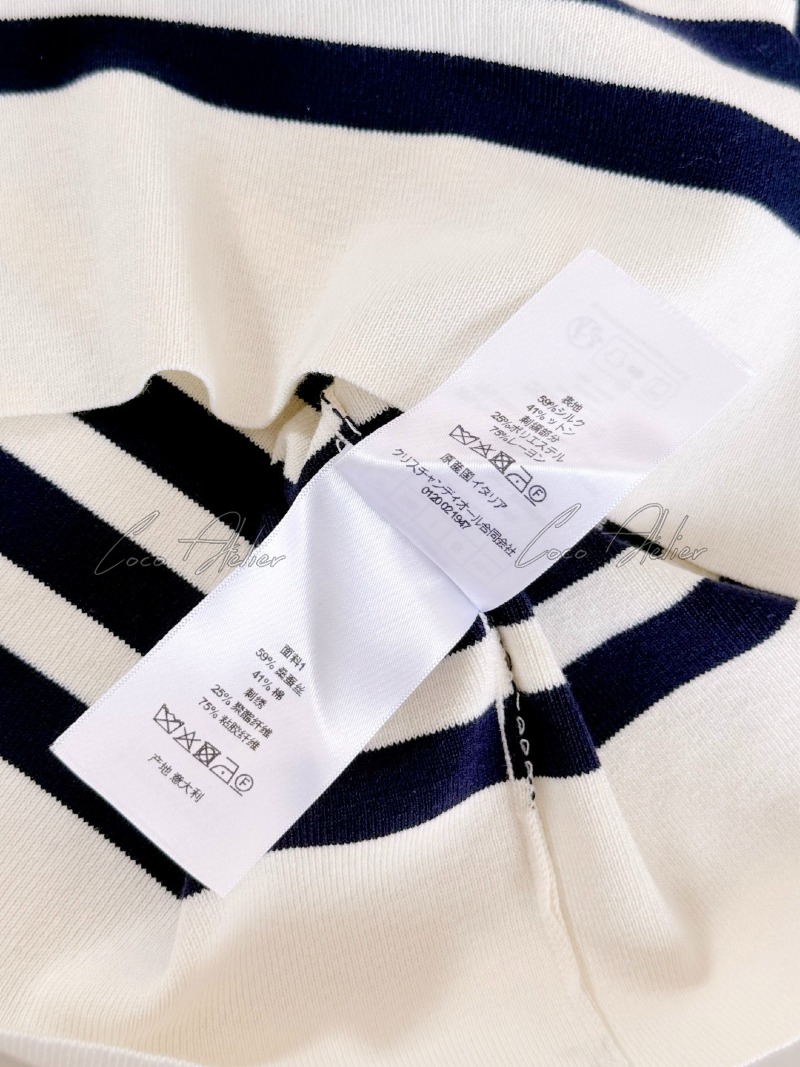 表地
59%シルク
41%ットン
刺繍部分
25%ポリエステル
75%レーヨン
原産国 イタリア
クリスチャンディオール合同会社
0120 02 1947
Coco Atelier
Coco Atelier
面料1
59% 桑蚕丝
41% 棉
刺绣
25% 聚酯纤维
75% 粘胶纤维
产地 意大利